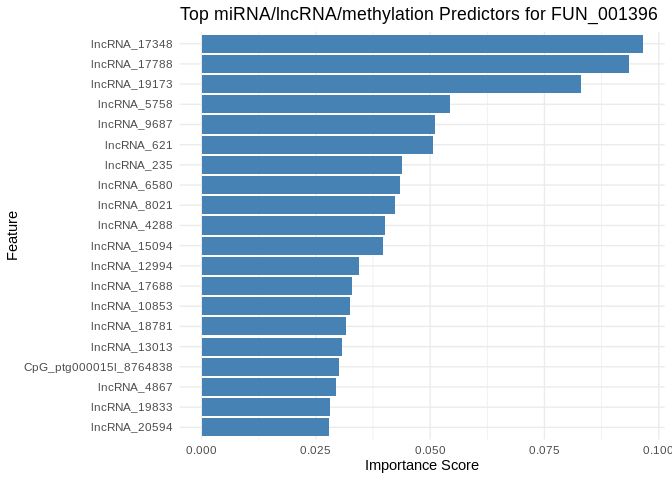 Top miRNA/lncRNA/methylation Predictors for FUN_001396
lncRNA_17348
lncRNA_17788
lncRNA_19173
lncRNA_5758
lncRNA_9687
lncRNA_621
lncRNA_235
lncRNA_6580
lncRNA_8021
lncRNA_4288
lncRNA_15094
lncRNA_12994
lncRNA_17688
lncRNA_10853
lncRNA_18781
lncRNA_13013
CpG_ptg000015l_8764838
lncRNA_4867
lncRNA_19833
lncRNA_20594
Feature
0.000 0.025 0.050 0.075 0.100
Importance Score